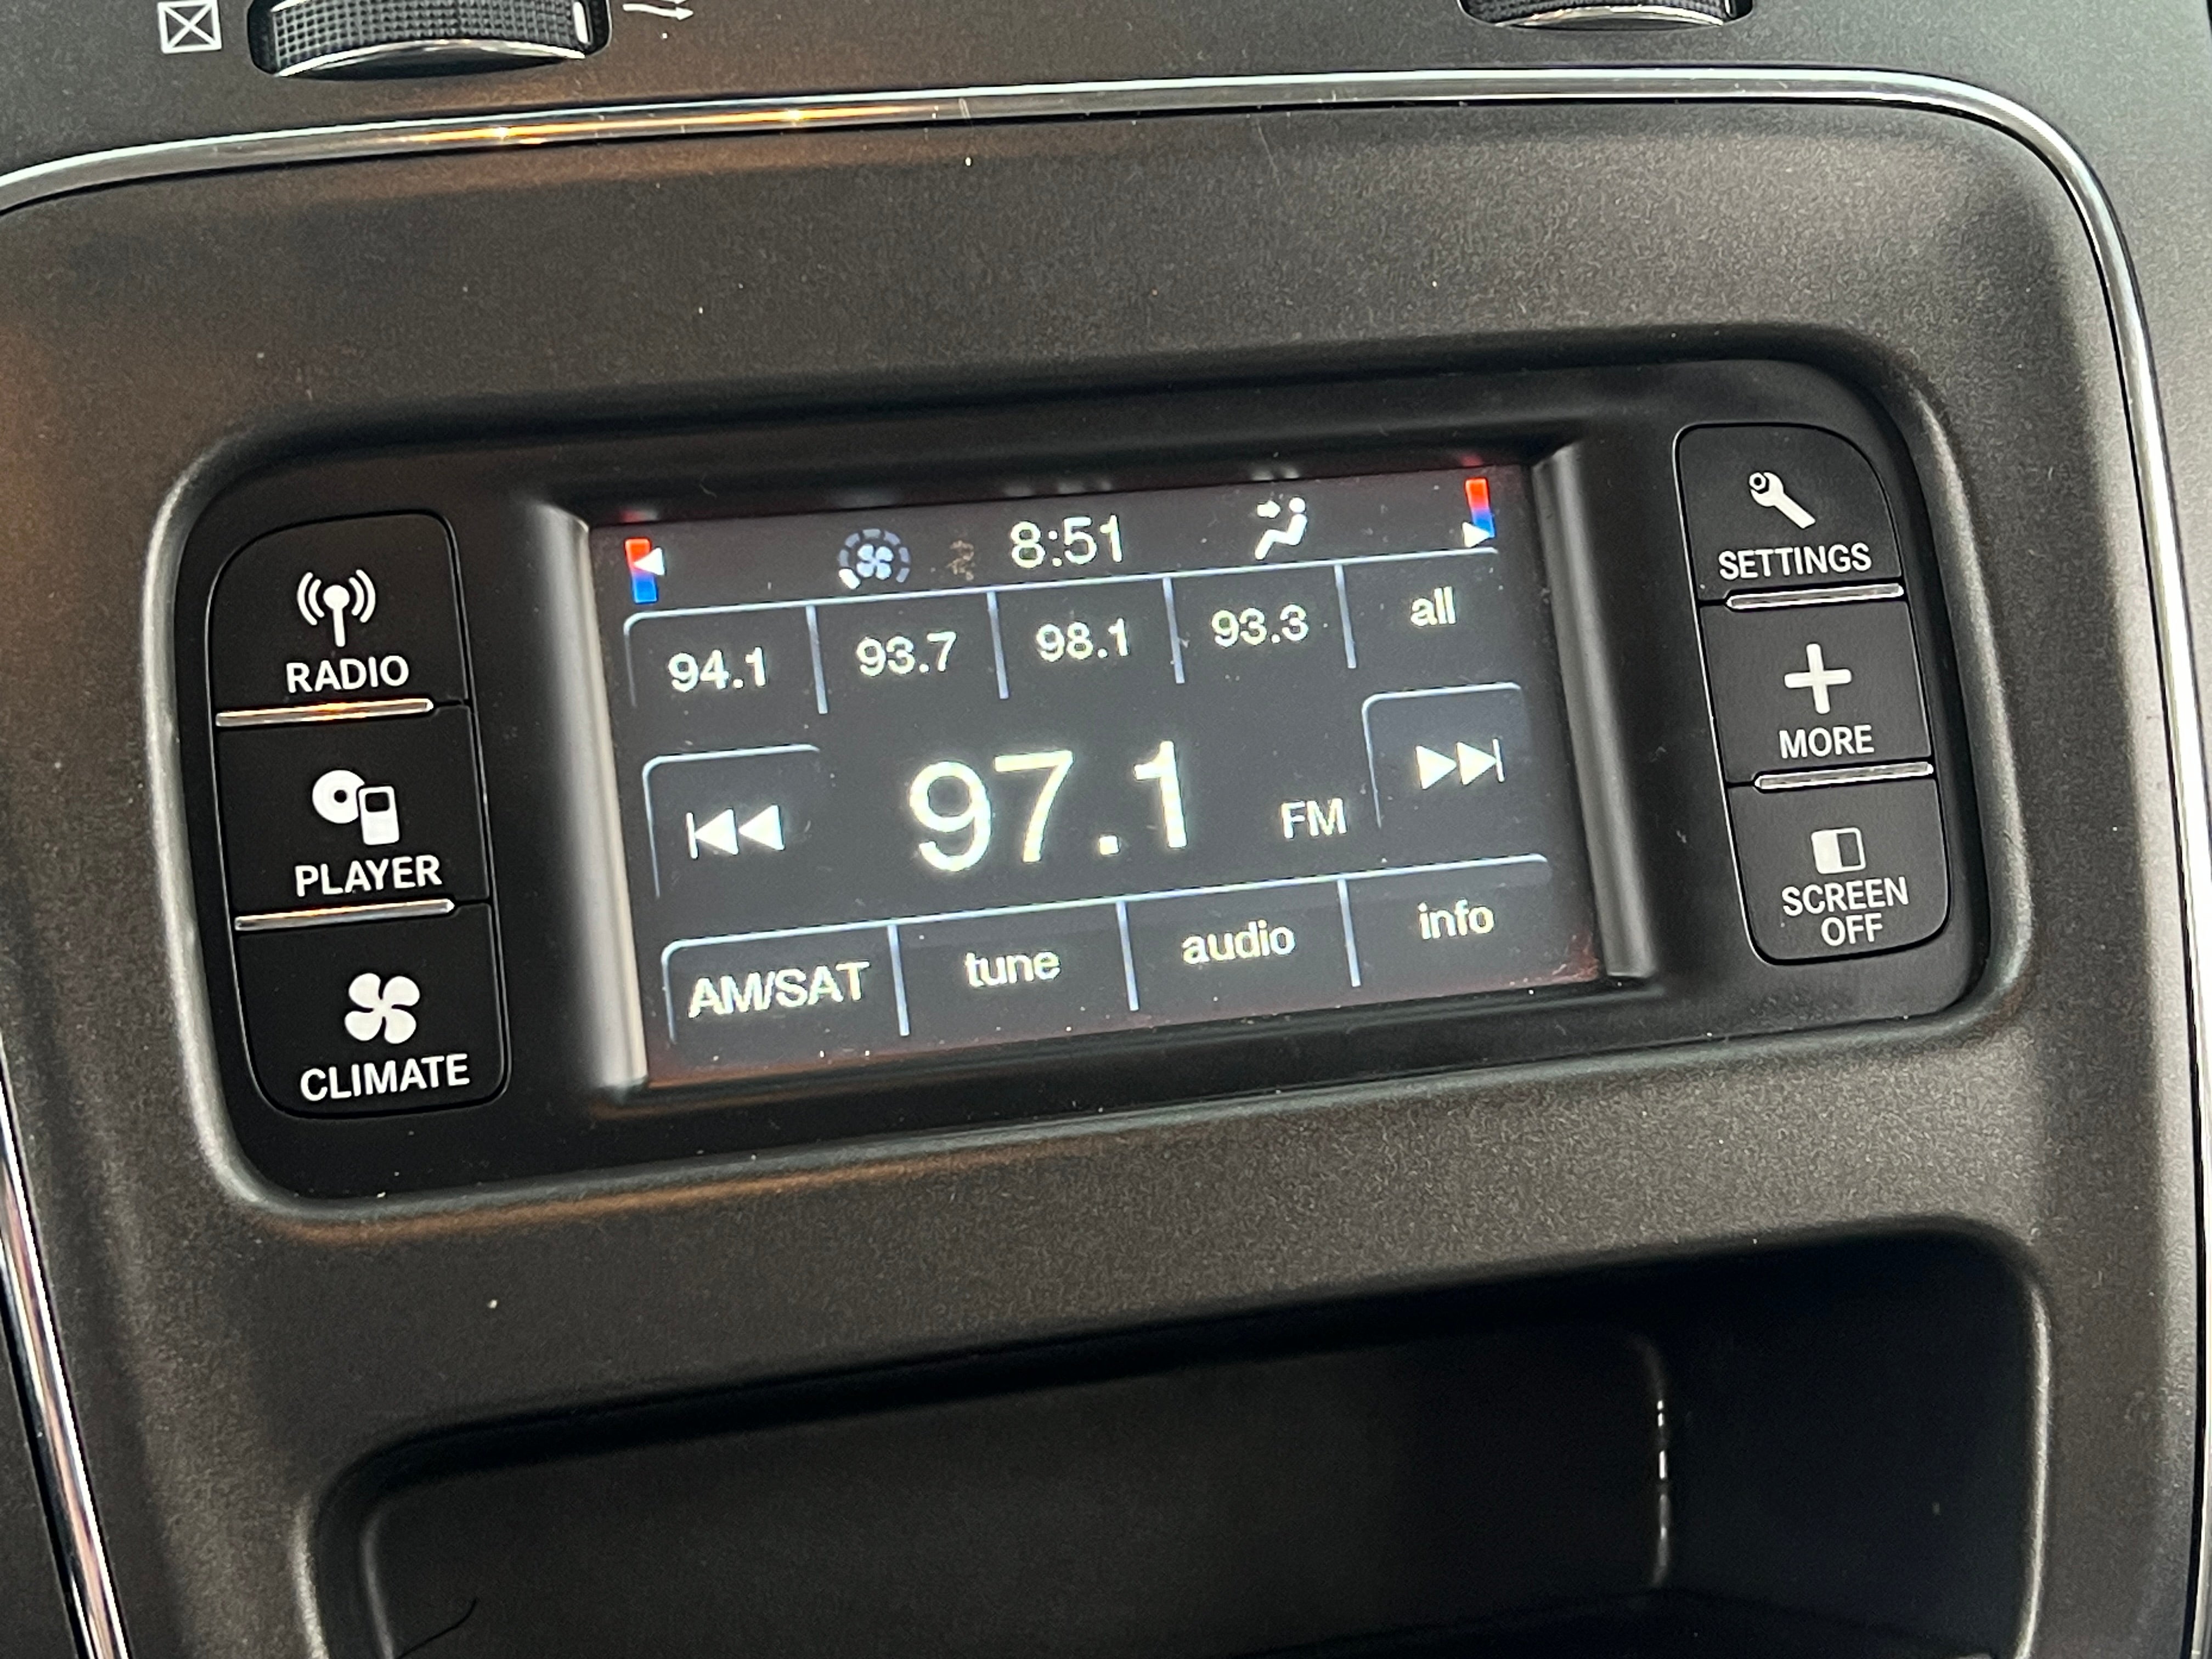 8:51
94.1 93.7 98.1 93.3 all
97.1 FM
AM/SAT tune audio info
RADIO
PLAYER
CLIMATE
SETTINGS
MORE
SCREEN
OFF